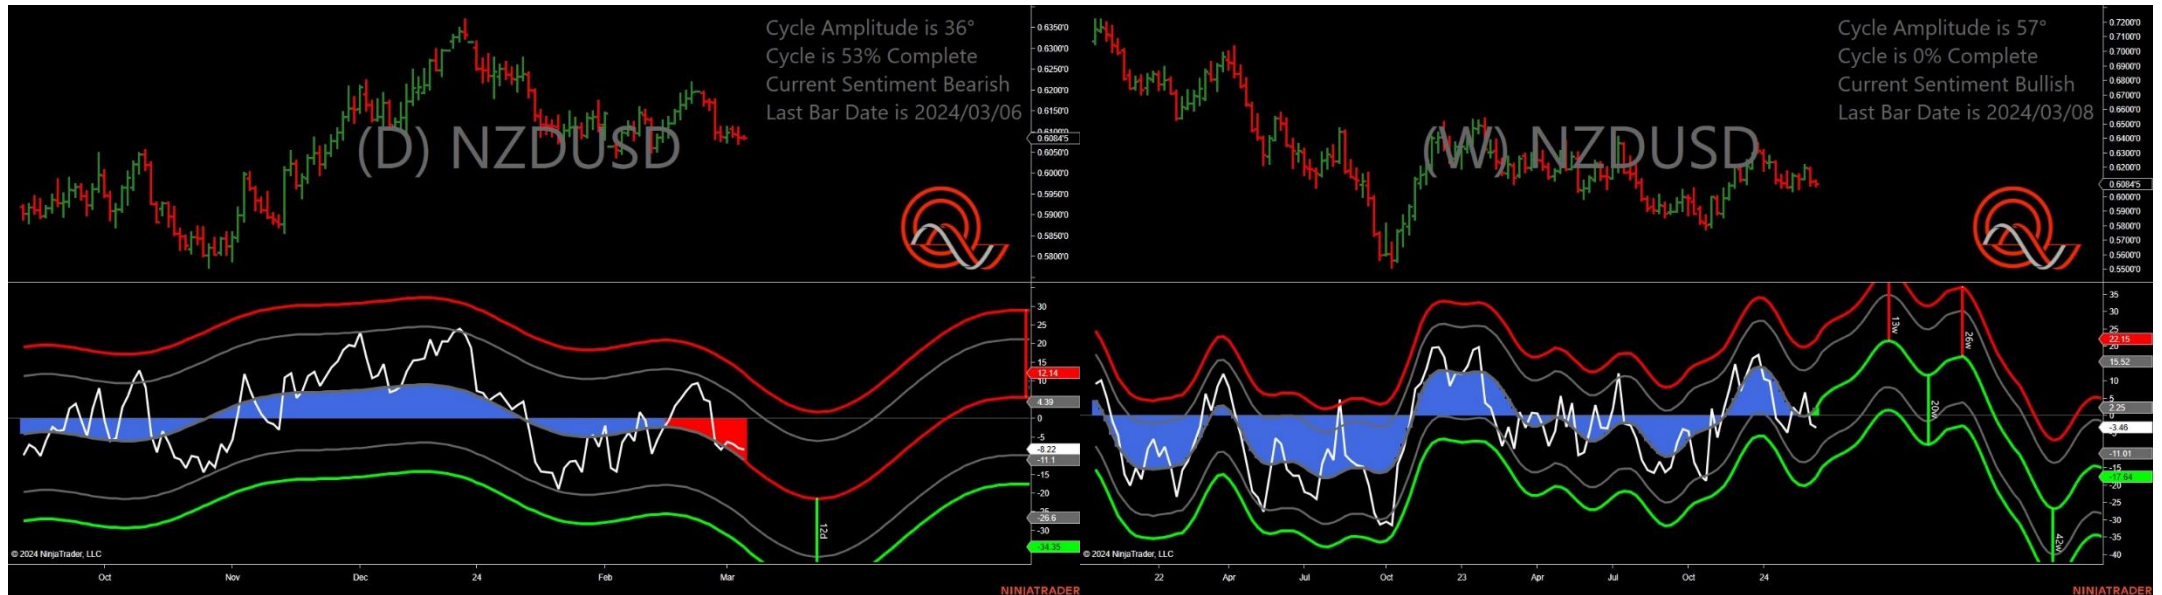 Cycle Amplitude is 36°
Cycle is 53% Complete
Current Sentiment Bearish
Last Bar Date is 2024/03/06
(D) NZDUSD
0.6350'0
0.6250'0
0.6200'0
0.6150'0
0.6100'0
0.6084'5
0.6050'0
0.6000'0
0.5950'0
0.5900'0
0.5850'0
0.5800'0
30
25
20
15
12.14
10
4.39
0
-5
-8.22
-11.1
-15
-20
-26.6
-30
-34.35
12d
© 2024 NinjaTrader, LLC
Oct
Nov
Dec
24
Feb
Mar
NINJATRADER
Cycle Amplitude is 57°
Cycle is 0% Complete
Current Sentiment Bullish
Last Bar Date is 2024/03/08
(W) NZDUSD
0.7200'0
0.7100'0
0.7000'0
0.6900'0
0.6800'0
0.6700'0
0.6600'0
0.6500'0
0.6400'0
0.6300'0
0.6200'0
0.6084'5
0.6000'0
0.5900'0
0.5800'0
0.5700'0
0.5600'0
0.5500'0
35
30
25
22.15
20
15.52
10
5
2.25
0
-3.46
-11.01
-15
-17.64
-20
-25
-30
-35
-40
13w
26w
20w
42w
© 2024 NinjaTrader, LLC
22
Apr
Jul
Oct
23
Apr
Jul
Oct
24
NINJATRADER